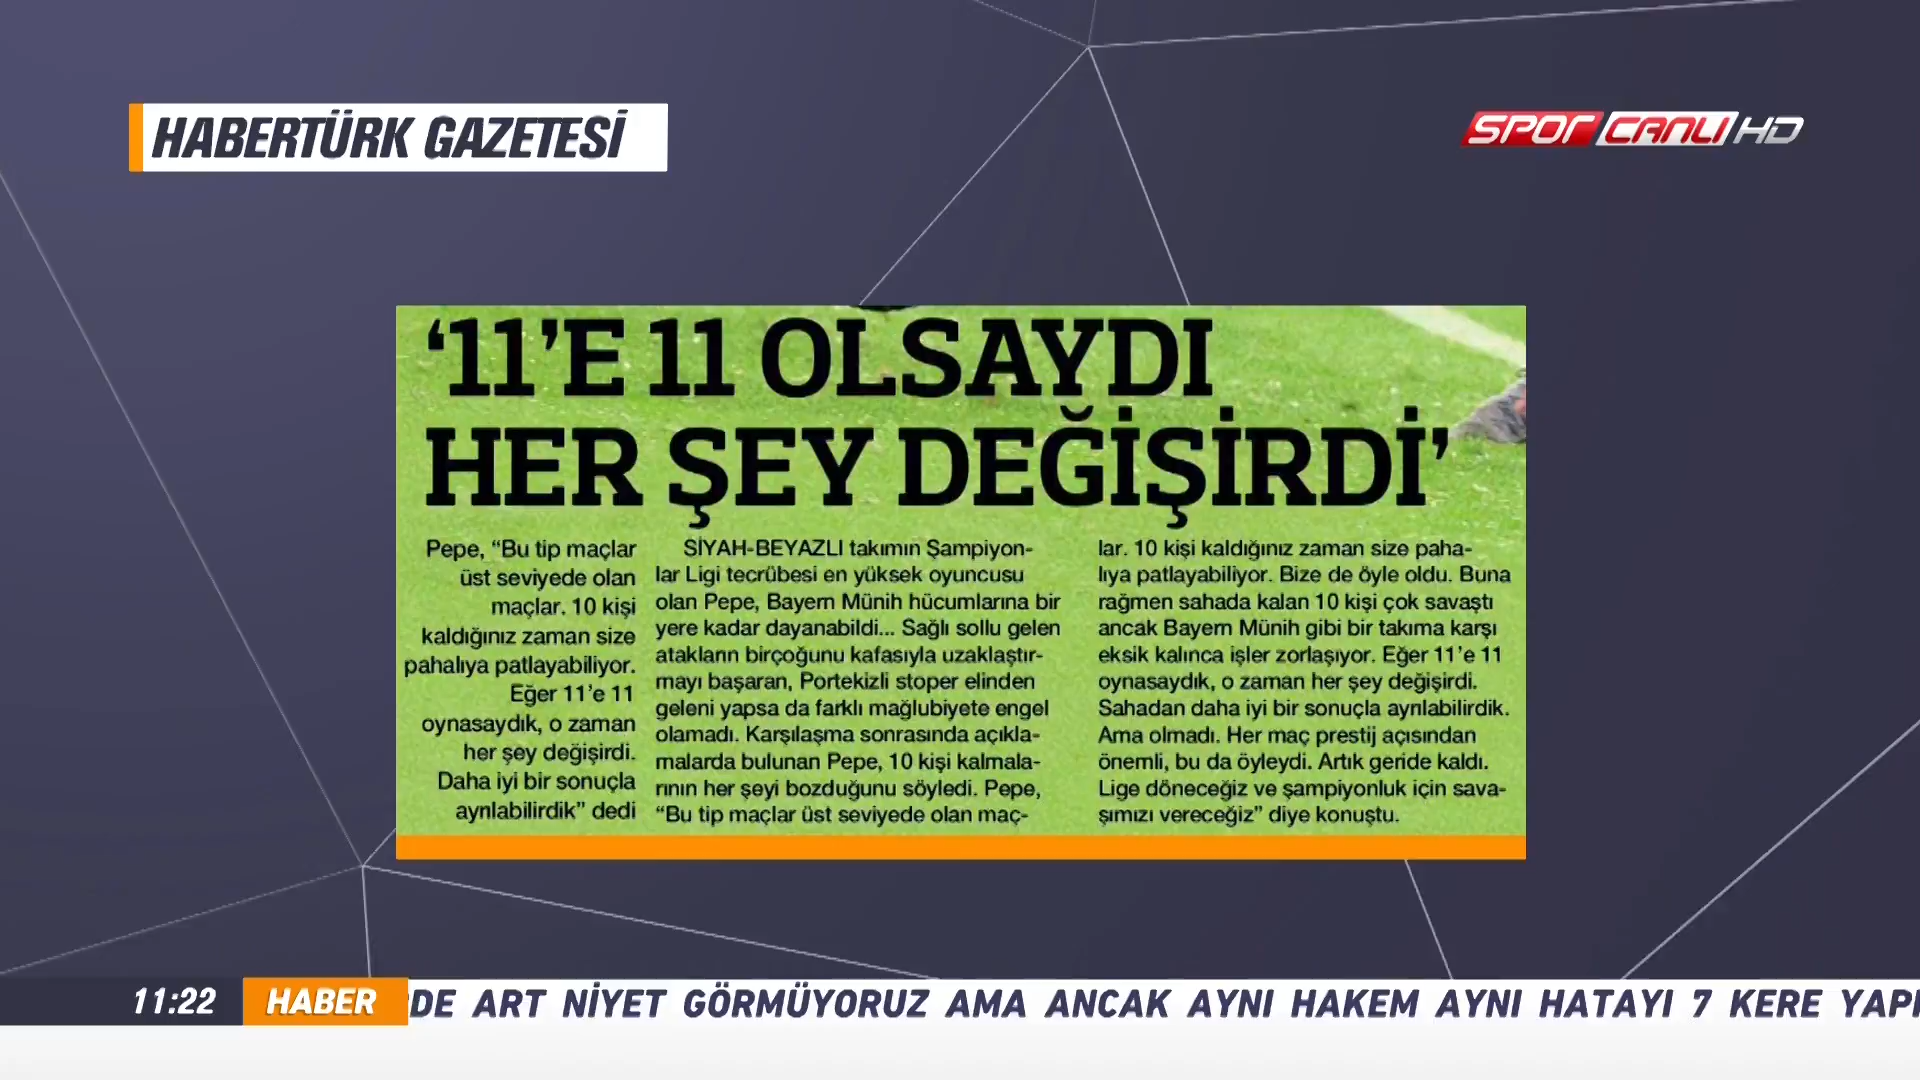 HABERTÜRK GAZETESİ
SPOR CANLI HD
‘11’E 11 OLSAYDI
HER ŞEY DEĞİŞİRDİ’
Pepe, “Bu tip maçlar
üst seviyede olan
maçlar. 10 kişi
kaldığınız zaman size
pahalıya patlayabiliyor.
Eğer 11’e 11
oynasaydık, o zaman
her şey değişirdi.
Daha iyi bir sonuçla
ayrılabilirdik” dedi
SİYAH-BEYAZLI takımın Şampiyon-
lar Ligi tecrübesi en yüksek oyuncusu
olan Pepe, Bayern Münih hücumlarına bir
yere kadar dayanabildi... Sağlı sollu gelen
atakların birçoğunu kafasıyla uzaklaştır-
mayı başaran, Portekizli stoper elinden
geleni yapsa da farklı mağlubiyete engel
olamadı. Karşılaşma sonrasında açıkla-
malarda bulunan Pepe, 10 kişi kalmala-
rının her şeyi bozduğunu söyledi. Pepe,
“Bu tip maçlar üst seviyede olan maç-
lar. 10 kişi kaldığınız zaman size paha-
lıya patlayabiliyor. Bize de öyle oldu. Buna
rağmen sahada kalan 10 kişi çok savaştı
ancak Bayern Münih gibi bir takıma karşı
eksik kalınca işler zorlaşıyor. Eğer 11’e 11
oynasaydık, o zaman her şey değişirdi.
Sahadan daha iyi bir sonuçla ayrılabilirdik.
Ama olmadı. Her maç prestij açısından
önemli, bu da öyleydi. Artık geride kaldı.
Lige döneceğiz ve şampiyonluk için sava-
şımızı vereceğiz” diye konuştu.
11:22 HABER DE ART NİYET GÖRMÜYORUZ AMA ANCAK AYNI HAKEM AYNI HATAYI 7 KERE YAP